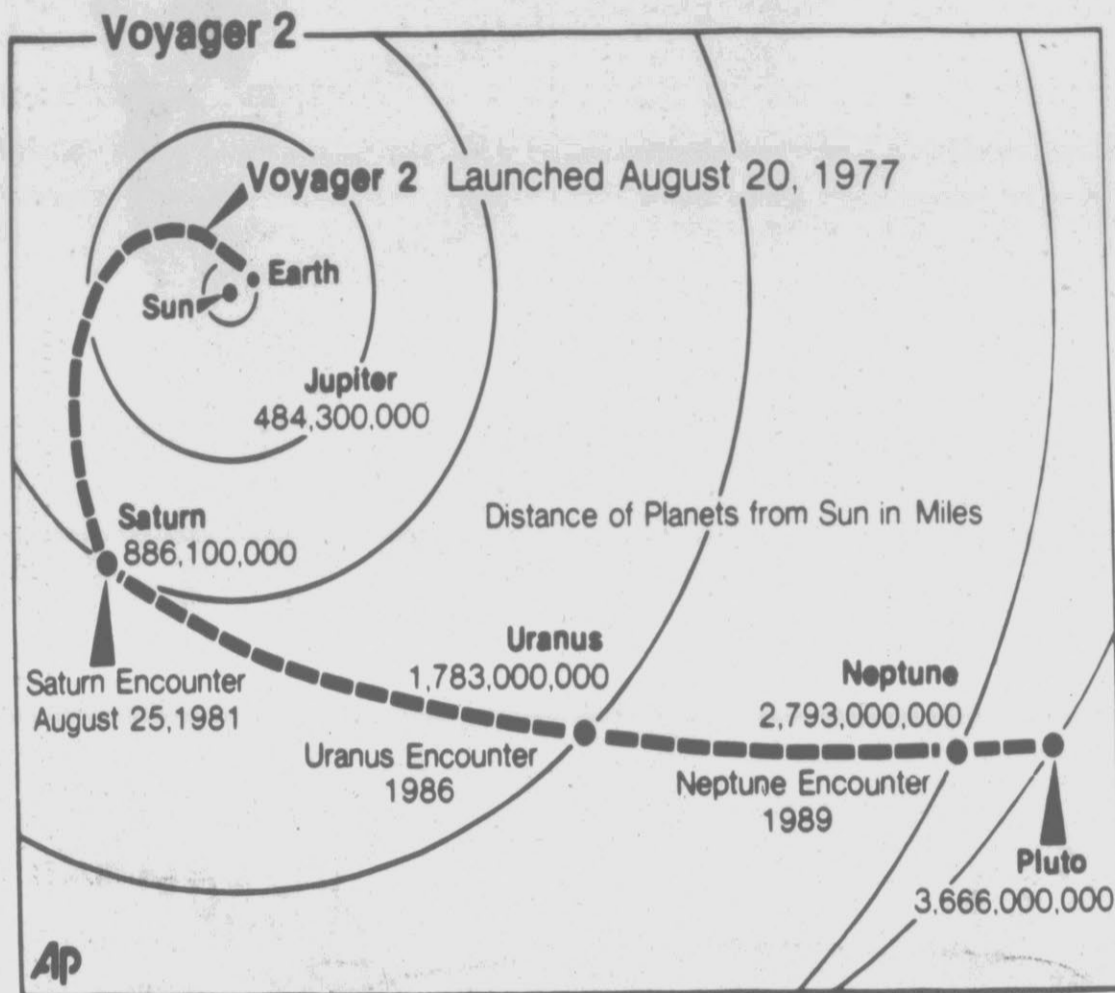 Voyager 2
Voyager 2 Launched August 20, 1977
Earth
Sun
Jupiter
484,300,000
Saturn
886,100,000
Distance of Planets from Sun in Miles
Saturn Encounter
August 25,1981
Uranus
1,783,000,000
Uranus Encounter
1986
Neptune
2,793,000,000
Neptune Encounter
1989
Pluto
3.666,000,000
Ap